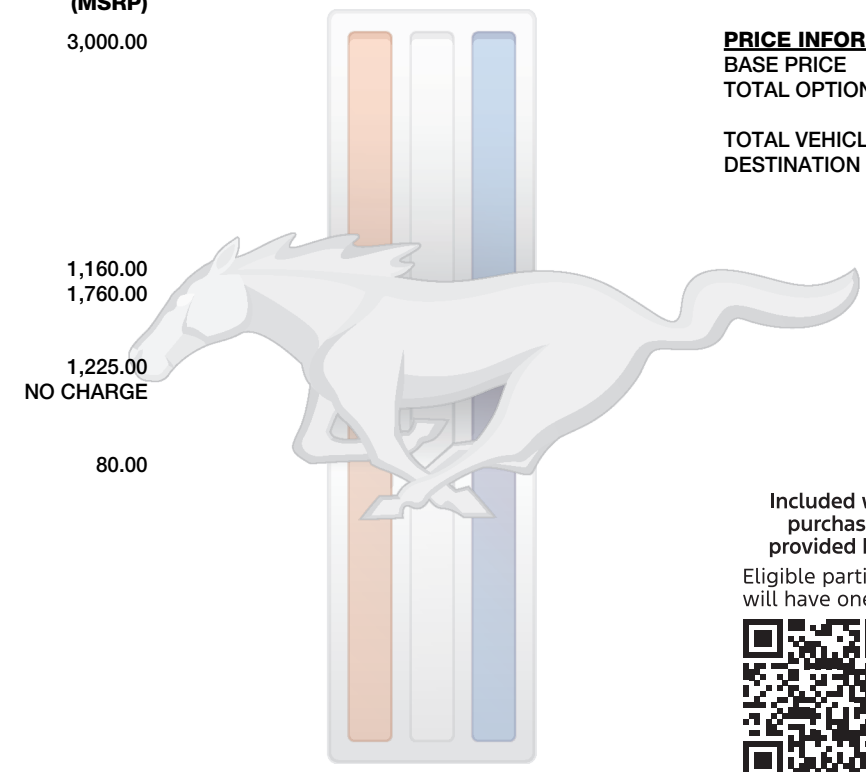 (MSRP)
3,000.00
1,160.00
1,760.00
1,225.00
NO CHARGE
80.00
PRICE INFOR
BASE PRICE
TOTAL OPTION
TOTAL VEHICL
DESTINATION
Included w
purchas
provided b
Eligible parti
will have one